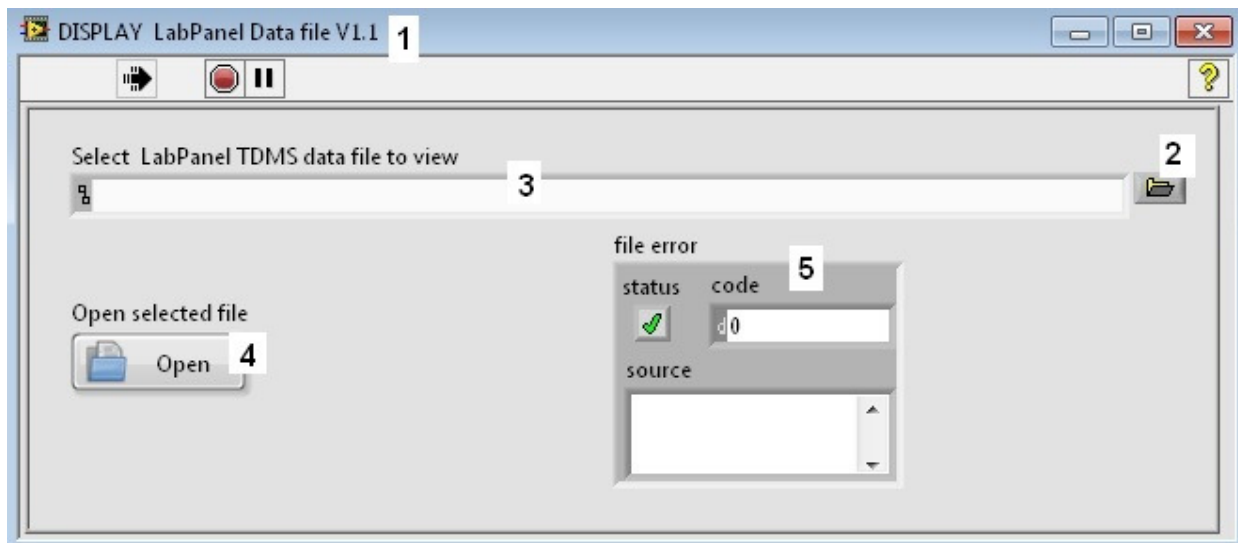 DISPLAY LabPanel Data file V1.1
1
?
Select LabPanel TDMS data file to view
2
3
file error
5
status
code
d 0
Open selected file
Open
4
source